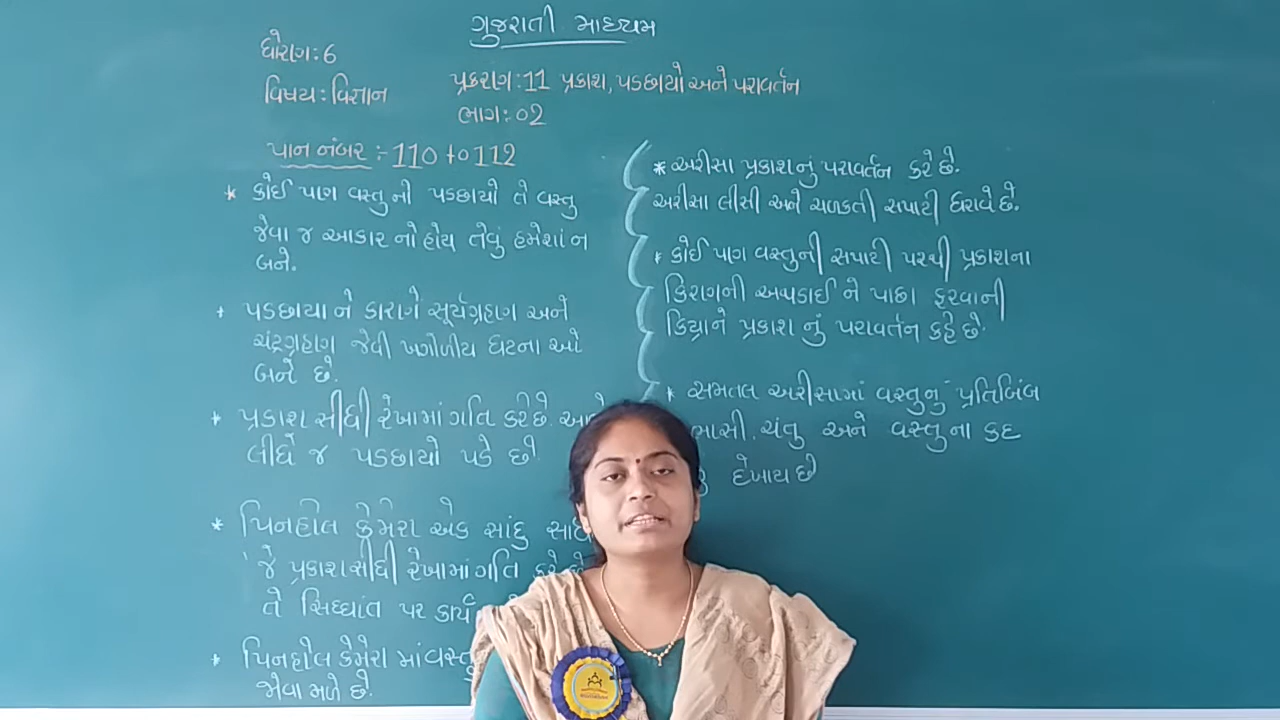 ગુજરાતી માધ્યમ
ધોરણ:6
વિષય:વિજ્ઞાન
પ્રકરણ:11 પ્રકાશ, પડછાયો અને પરાવર્તન
ભાગ:02
પાન નંબર :- 110 to 112
* કોઈ પણ વસ્તુ નો પડછાયો તે વસ્તુ
જેવા જ આકાર નો હોય તેવું હમેશાં ન
બને.
* પડછાયા ને કારણે સૂર્યગ્રહણ અને
ચંદ્રગ્રહણ જેવી ખગોળીય ઘટના ઓ
બને છે.
* પ્રકાશ સીધી રેખામાં ગતિ કરે છે.
લીધે જ પડછાયો પડે છે
* પિનહોલ કેમેરા એક સાદું
જે પ્રકાશ સીધી રેખામાં ગતિ કરે છે
તે સિધ્ધાંત પર કાર્ય
* પિનહોલ કેમેરા માં
જોવા મળે છે.
* અરીસા પ્રકાશ નું પરાવર્તન કરે છે.
અરીસા લીસી અને ચળકતી સપાટી ધરાવે છે.
* કોઈ પણ વસ્તુની સપાટી પરથી પ્રકાશના
કિરણની અથડાઈ ને પાછા ફરવાની
ક્રિયાને પ્રકાશ નું પરાવર્તન કહે છે.
* સમતલ અરીસામાં વસ્તુનું પ્રતિબિંબ
ભાસી, ચતુ અને વસ્તુના કદ
દેખાય છે